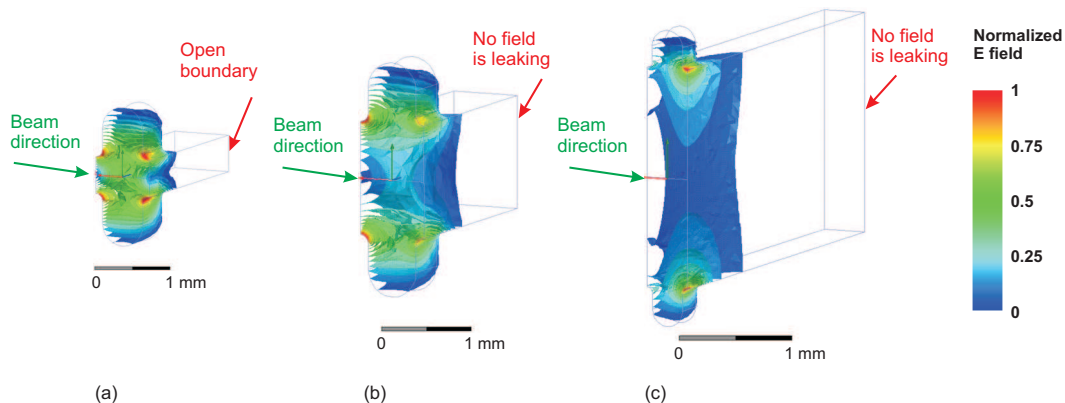 Open
boundary
Beam
direction
0
1 mm
(a)
No field
is leaking
Beam
direction
0
1 mm
(b)
No field
is leaking
Beam
direction
0
1 mm
(c)
Normalized
E field
1
0.75
0.5
0.25
0